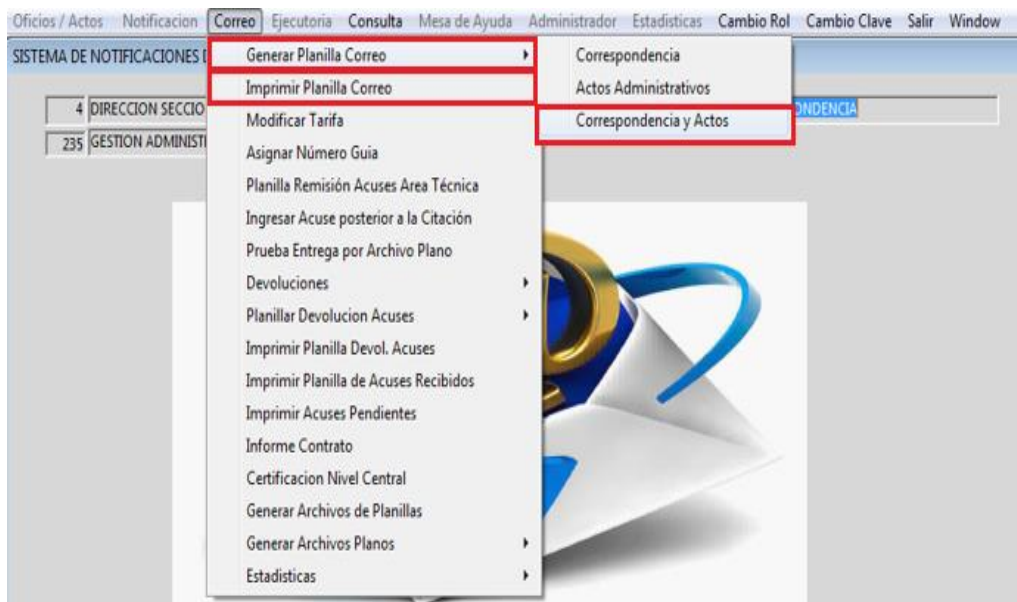 Oficios / Actos Notificacion Correo Ejecutoria Consulta Mesa de Ayuda Administrador Estadisticas Cambio Rol Cambio Clave Salir Window
SISTEMA DE NOTIFICACIONES
4 DIRECCION SECCIO
235 GESTION ADMINISTI
Generar Planilla Correo
Imprimir Planilla Correo
Modificar Tarifa
Asignar Número Guia
Planilla Remisión Acuses Area Técnica
Ingresar Acuse posterior a la Citación
Prueba Entrega por Archivo Plano
Devoluciones
Planillar Devolucion Acuses
Imprimir Planilla Devol. Acuses
Imprimir Planilla de Acuses Recibidos
Imprimir Acuses Pendientes
Informe Contrato
Certificacion Nivel Central
Generar Archivos de Planillas
Generar Archivos Planos
Estadisticas
Correspondencia
Actos Administrativos
Correspondencia y Actos
ONDENCIA